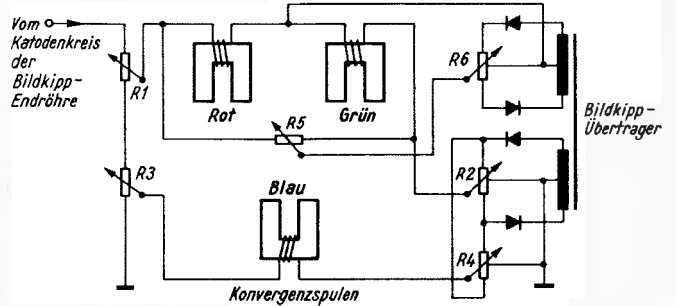 Vom
Katodenkreis
der
Bildkipp-
Endröhre
R1
Rot
Grün
R6
R5
Bildkipp-
Übertrager
R3
Blau
R2
R4
Konvergenzspulen